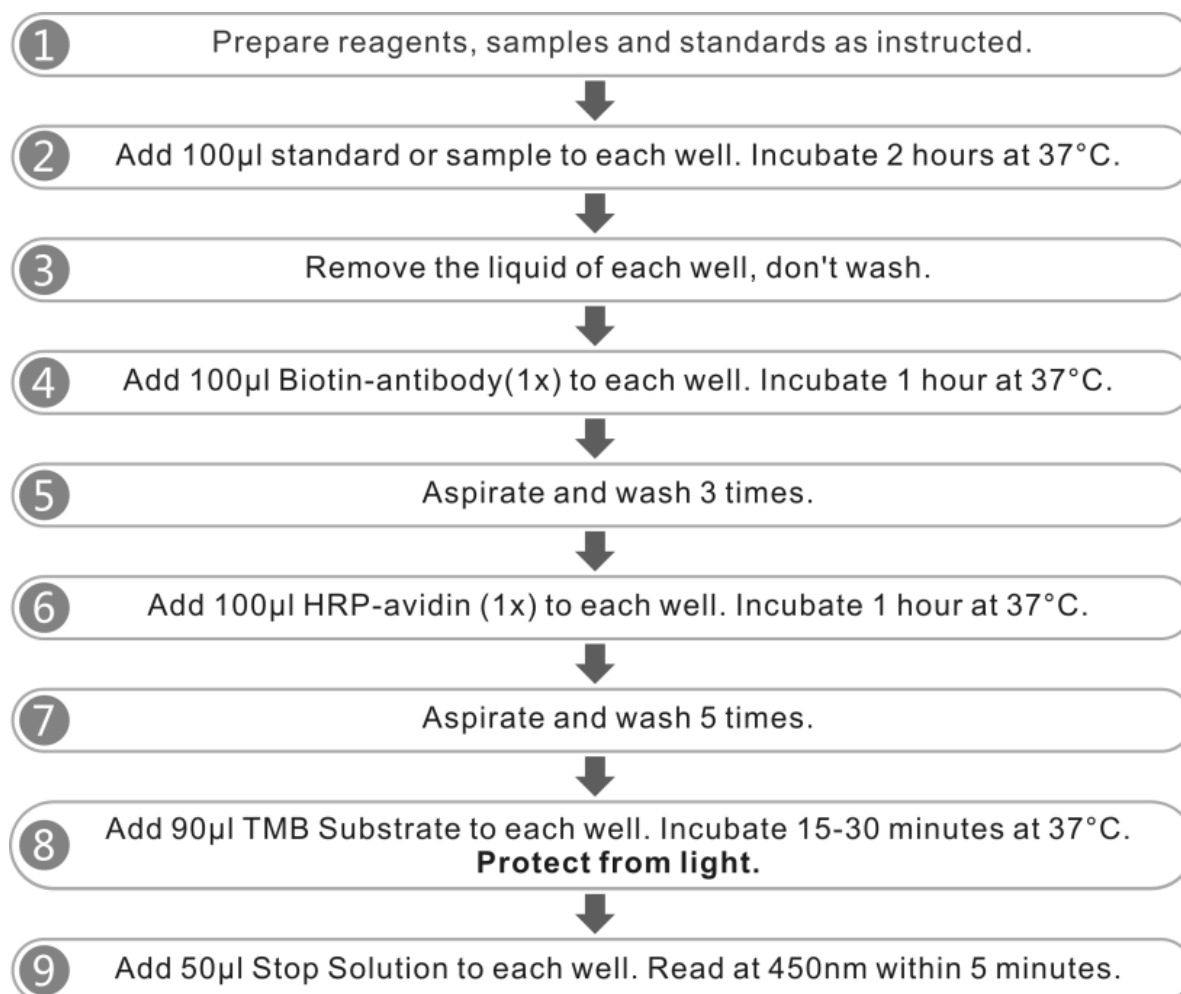 1 Prepare reagents, samples and standards as instructed.
2 Add 100µl standard or sample to each well. Incubate 2 hours at 37°C.
3 Remove the liquid of each well, don't wash.
4 Add 100µl Biotin-antibody(1x) to each well. Incubate 1 hour at 37°C.
5 Aspirate and wash 3 times.
6 Add 100µl HRP-avidin (1x) to each well. Incubate 1 hour at 37°C.
7 Aspirate and wash 5 times.
8 Add 90µl TMB Substrate to each well. Incubate 15-30 minutes at 37°C.
Protect from light.
9 Add 50µl Stop Solution to each well. Read at 450nm within 5 minutes.